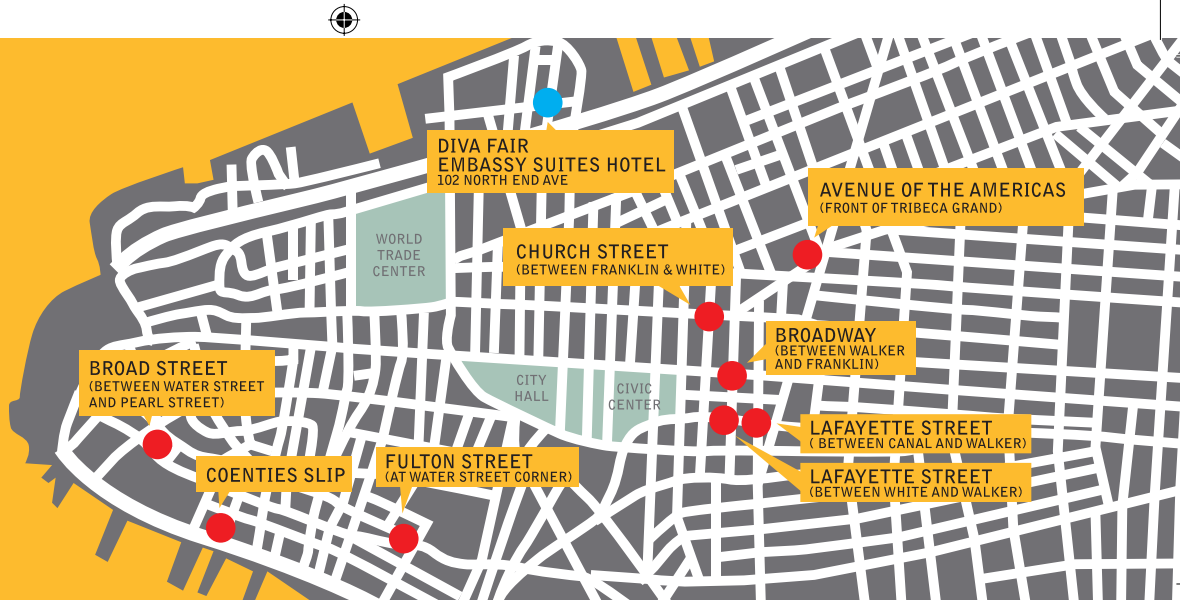 DIVA FAIR
EMBASSY SUITES HOTEL
102 NORTH END AVE
AVENUE OF THE AMERICAS
(FRONT OF TRIBECA GRAND)
WORLD
TRADE
CENTER
CHURCH STREET
(BETWEEN FRANKLIN & WHITE)
BROADWAY
(BETWEEN WALKER
AND FRANKLIN)
BROAD STREET
(BETWEEN WATER STREET
AND PEARL STREET)
CITY
HALL
CIVIC
CENTER
LAFAYETTE STREET
( BETWEEN CANAL AND WALKER)
COENTIES SLIP
FULTON STREET
(AT WATER STREET CORNER)
LAFAYETTE STREET
(BETWEEN WHITE AND WALKER)